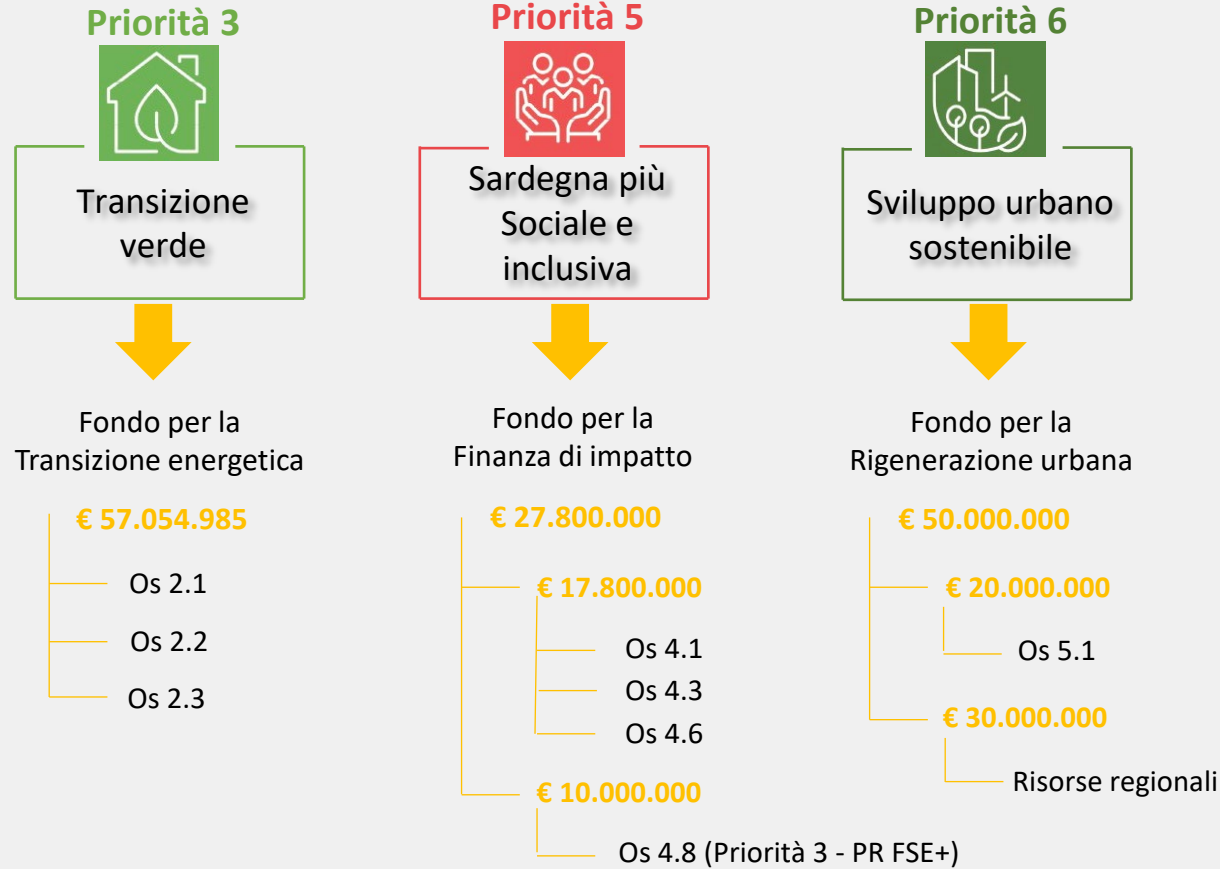 Priorità 3
Transizione
verde
Fondo per la
Transizione energetica
€ 57.054.985
Os 2.1
Os 2.2
Os 2.3
Priorità 5
Sardegna più
Sociale e
inclusiva
Fondo per la
Finanza di impatto
€ 27.800.000
€ 17.800.000
Os 4.1
Os 4.3
Os 4.6
€ 10.000.000
Os 4.8 (Priorità 3 - PR FSE+)
Priorità 6
Sviluppo urbano
sostenibile
Fondo per la
Rigenerazione urbana
€ 50.000.000
€ 20.000.000
Os 5.1
€ 30.000.000
Risorse regionali